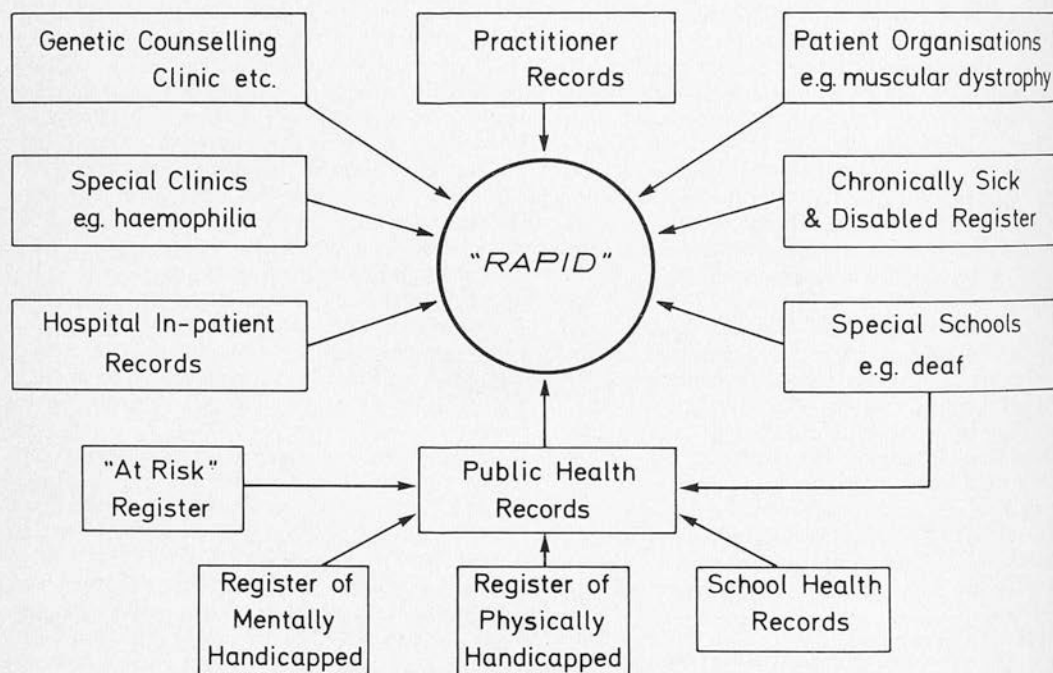 Genetic Counselling
Clinic etc.
Practitioner
Records
Patient Organisations
e.g. muscular dystrophy
Special Clinics
eg. haemophilia
"RAPID"
Chronically Sick
& Disabled Register
Hospital In-patient
Records
Special Schools
e.g. deaf
"At Risk"
Register
Public Health
Records
Register of
Mentally
Handicapped
Register of
Physically
Handicapped
School Health
Records